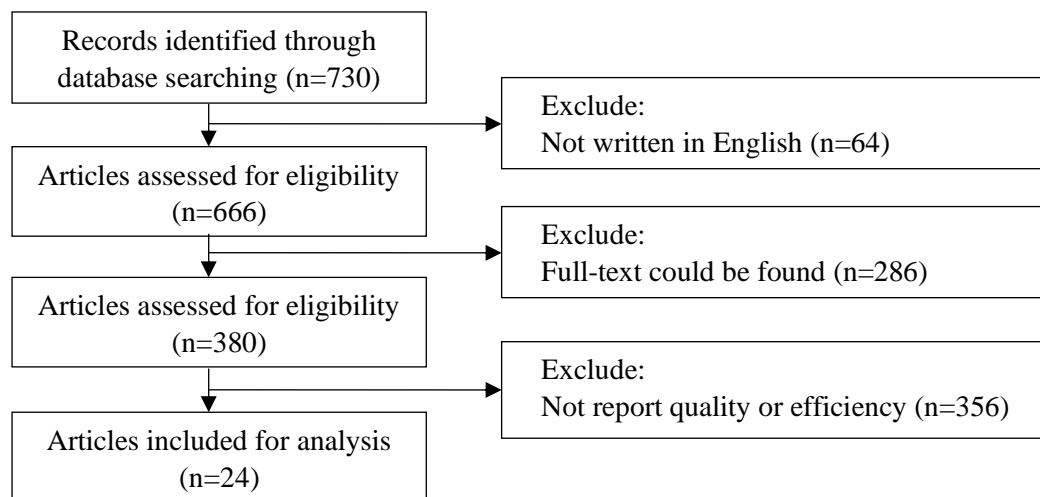 Records identified through
database searching (n=730)
Exclude:
Not written in English (n=64)
Articles assessed for eligibility
(n=666)
Exclude:
Full-text could be found (n=286)
Articles assessed for eligibility
(n=380)
Exclude:
Not report quality or efficiency (n=356)
Articles included for analysis
(n=24)